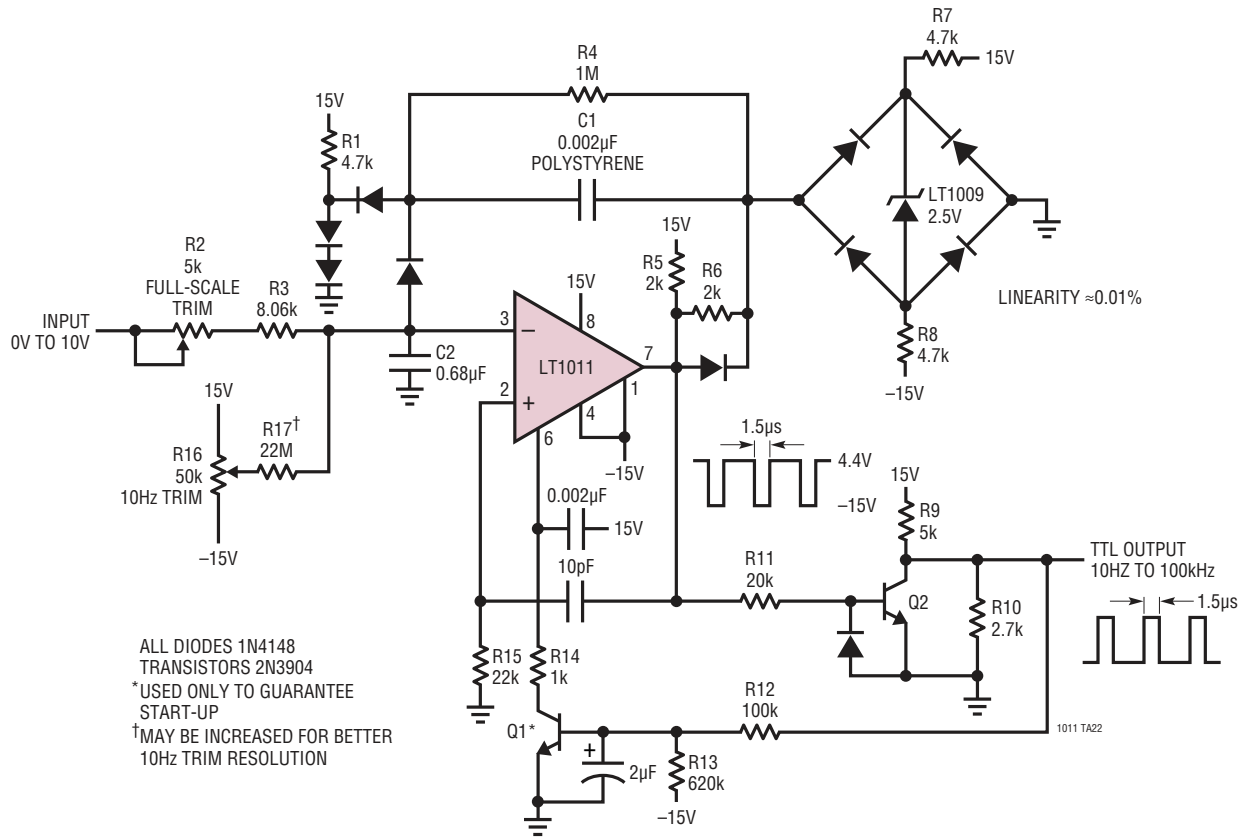 R7
4.7k
15V
R4
1M
15V
R1
4.7k
C1
0.002µF
POLYSTYRENE
LT1009
2.5V
R2
5k
FULL-SCALE
TRIM
R3
8.06k
15V
R5
2k
R6
2k
15V
LINEARITY ≈0.01%
INPUT
0V TO 10V
3
–
8
C2
0.68µF
LT1011
7
R8
4.7k
–15V
2
+
1
4
6
–15V
15V
R17†
22M
R16
50k
10Hz TRIM
–15V
1.5µs
4.4V
–15V
0.002µF
15V
15V
R9
5k
10pF
R11
20k
TTL OUTPUT
10HZ TO 100kHz
Q2
R10
2.7k
1.5µs
R15
22k
R14
1k
ALL DIODES 1N4148
TRANSISTORS 2N3904
*USED ONLY TO GUARANTEE
START-UP
†MAY BE INCREASED FOR BETTER
10Hz TRIM RESOLUTION
R12
100k
Q1*
+
2µF
R13
620k
–15V
1011 TA22